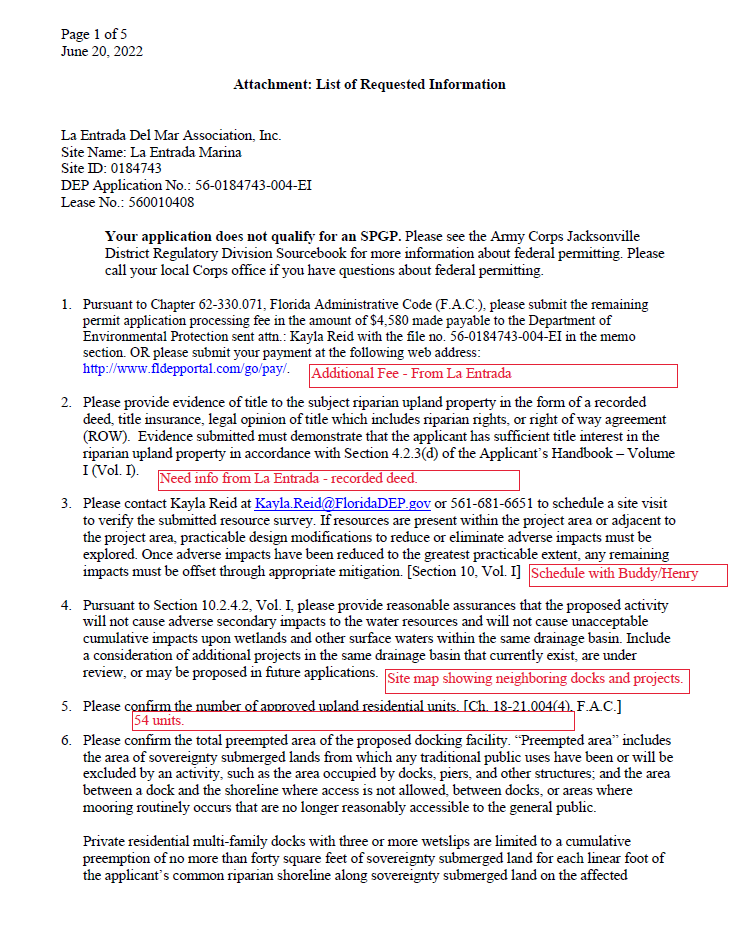 Page 1 of 5
June 20, 2022
Attachment: List of Requested Information
La Entrada Del Mar Association, Inc.
Site Name: La Entrada Marina
Site ID: 0184743
DEP Application No.: 56-0184743-004-EI
Lease No.: 560010408
Your application does not qualify for an SPGP. Please see the Army Corps Jacksonville
District Regulatory Division Sourcebook for more information about federal permitting. Please
call your local Corps office if you have questions about federal permitting.
1. Pursuant to Chapter 62-330.071, Florida Administrative Code (F.A.C.), please submit the remaining
permit application processing fee in the amount of $4,580 made payable to the Department of
Environmental Protection sent attn.: Kayla Reid with the file no. 56-0184743-004-EI in the memo
section. OR please submit your payment at the following web address:
http://www.fldepportal.com/go/pay/.
Additional Fee - From La Entrada
2. Please provide evidence of title to the subject riparian upland property in the form of a recorded
deed, title insurance, legal opinion of title which includes riparian rights, or right of way agreement
(ROW). Evidence submitted must demonstrate that the applicant has sufficient title interest in the
riparian upland property in accordance with Section 4.2.3(d) of the Applicant's Handbook – Volume
I (Vol. I).
Need info from La Entrada - recorded deed.
3. Please contact Kayla Reid at Kayla.Reid@FloridaDEP.gov or 561-681-6651 to schedule a site visit
to verify the submitted resource survey. If resources are present within the project area or adjacent to
the project area, practicable design modifications to reduce or eliminate adverse impacts must be
explored. Once adverse impacts have been reduced to the greatest practicable extent, any remaining
impacts must be offset through appropriate mitigation. [Section 10, Vol. I]
Schedule with Buddy/Henry
4. Pursuant to Section 10.2.4.2, Vol. I, please provide reasonable assurances that the proposed activity
will not cause adverse secondary impacts to the water resources and will not cause unacceptable
cumulative impacts upon wetlands and other surface waters within the same drainage basin. Include
a consideration of additional projects in the same drainage basin that currently exist, are under
review, or may be proposed in future applications.
Site map showing neighboring docks and projects.
5. Please confirm the number of approved upland residential units. [Ch. 18-21.004(4), F.A.C.]
54 units.
6. Please confirm the total preempted area of the proposed docking facility. “Preempted area” includes
the area of sovereignty submerged lands from which any traditional public uses have been or will be
excluded by an activity, such as the area occupied by docks, piers, and other structures; and the area
between a dock and the shoreline where access is not allowed, between docks, or areas where
mooring routinely occurs that are no longer reasonably accessible to the general public.
Private residential multi-family docks with three or more wetslips are limited to a cumulative
preemption of no more than forty square feet of sovereignty submerged land for each linear foot of
the applicant's common riparian shoreline along sovereignty submerged land on the affected